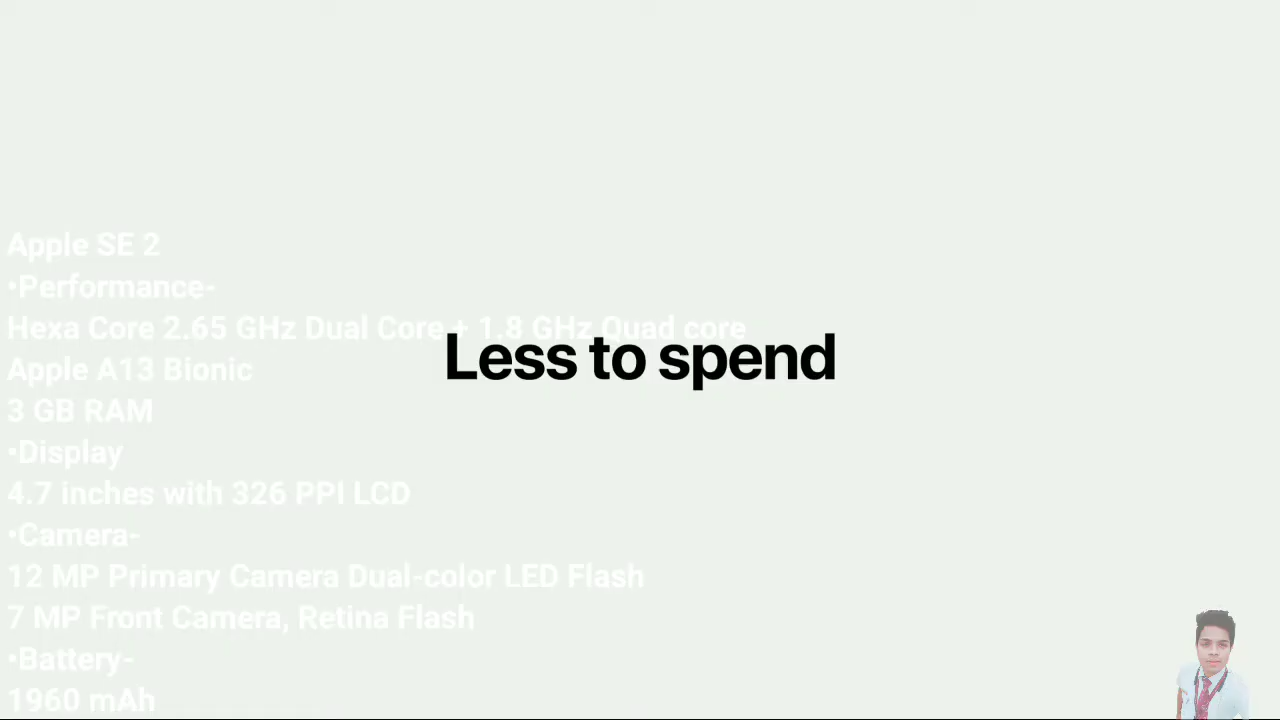 Apple SE 2
•Performance-
Hexa Core 2.65 GHz Dual Core + 1.8 GHz Quad core
Less to spend
Apple A13 Bionic
3 GB RAM
•Display
4.7 inches with 326 PPI LCD
•Camera-
12 MP Primary Camera Dual-color LED Flash
7 MP Front Camera, Retina Flash
•Battery-
1960 mAh